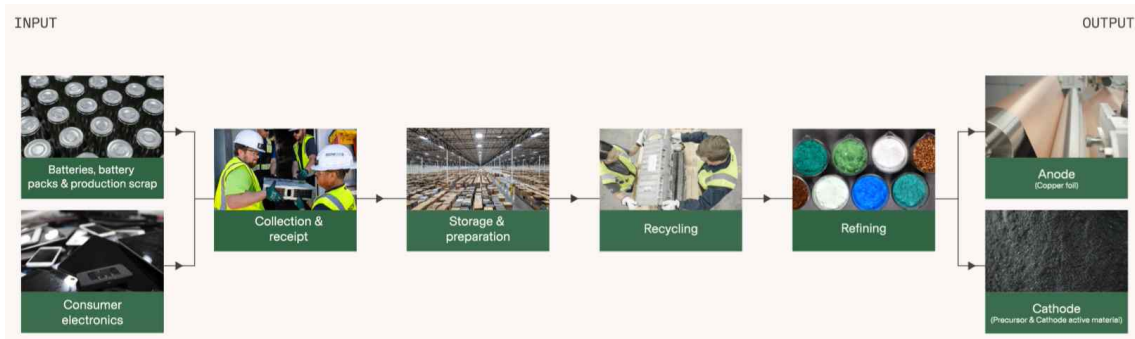 INPUT
OUTPUT
Batteries, battery
packs & production scrap
Consumer
electronics
Collection &
receipt
Storage &
preparation
Recycling
Refining
Anode
(Copper foil)
Cathode
(Precursor & Cathode active material)